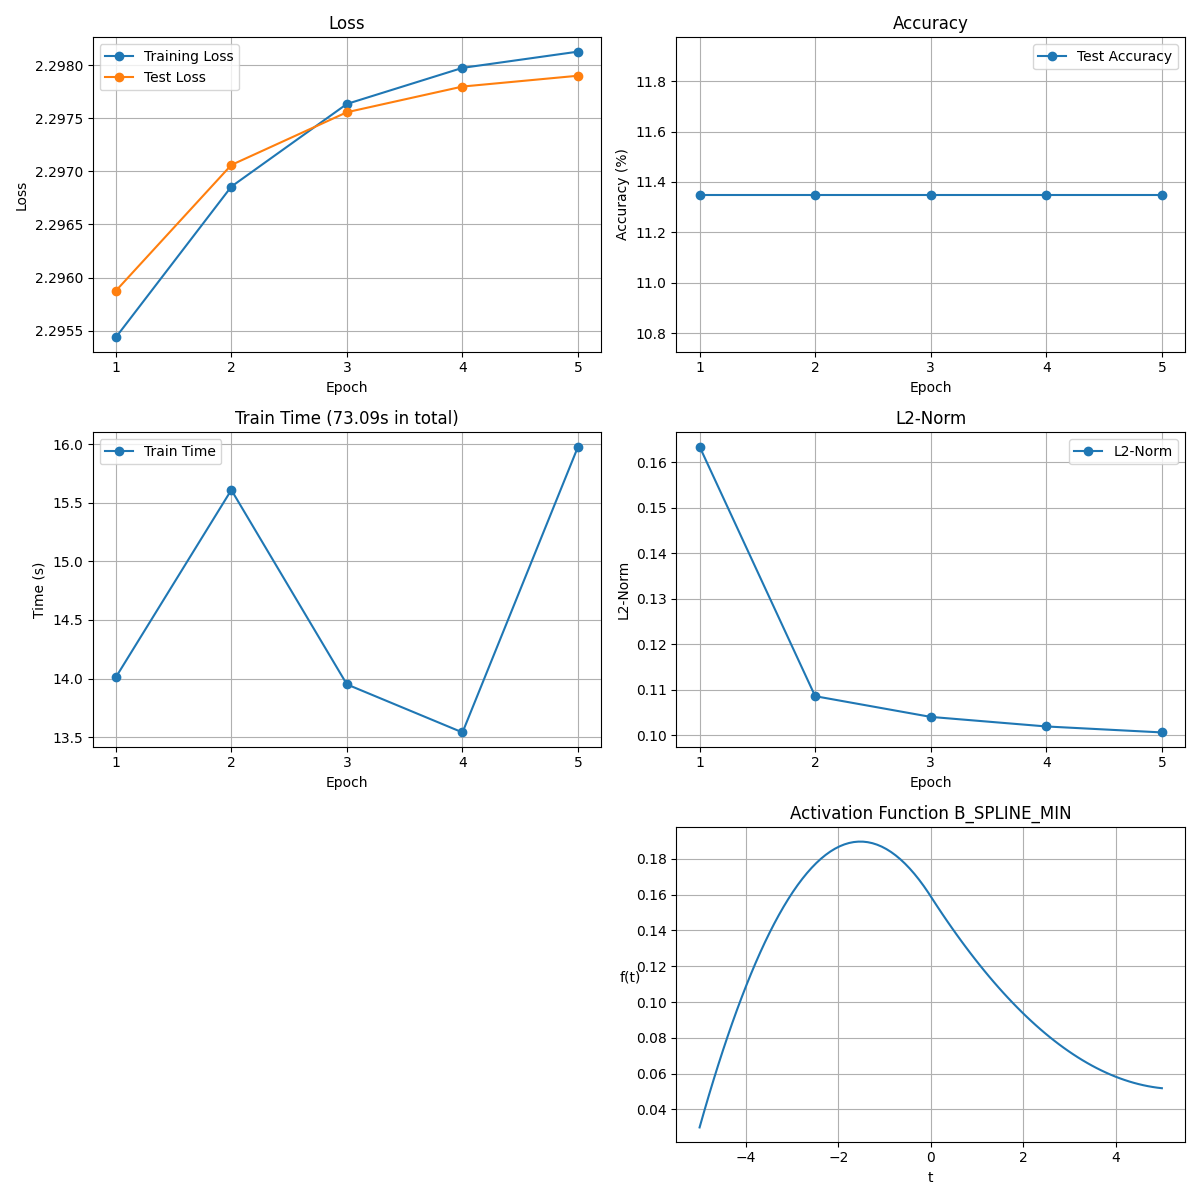 Loss
Training Loss
Test Loss
2.2980
2.2975
2.2970
2.2965
2.2960
2.2955
Loss
1 2 3 4 5
Epoch
Accuracy
Test Accuracy
11.8
11.6
11.4
11.2
11.0
10.8
Accuracy (%)
1 2 3 4 5
Epoch
Train Time (73.09s in total)
Train Time
16.0
15.5
15.0
14.5
14.0
13.5
Time (s)
1 2 3 4 5
Epoch
L2-Norm
L2-Norm
0.16
0.15
0.14
0.13
0.12
0.11
0.10
L2-Norm
1 2 3 4 5
Epoch
Activation Function B_SPLINE_MIN
0.18
0.16
0.14
0.12
0.10
0.08
0.06
0.04
f(t)
−4 −2 0 2 4
t